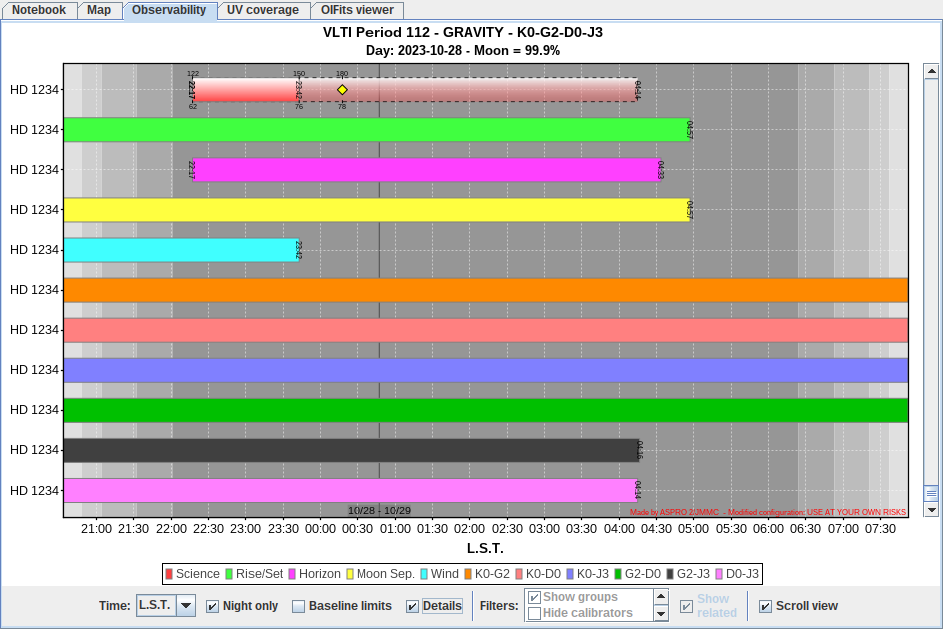 Notebook Map Observability UV coverage OIFits viewer
VLTI Period 112 - GRAVITY - K0-G2-D0-J3
Day: 2023-10-28 - Moon = 99.9%
122 150 180
HD 1234 22:17 23:42 04:14
62 76 78
HD 1234 04:57
HD 1234 22:17 04:33
HD 1234 04:57
HD 1234 23:42
HD 1234
HD 1234
HD 1234
HD 1234
HD 1234 04:16
HD 1234 04:14
10/28 - 10/29 Made by ASPRO 2/JMMC - Modified configuration: USE AT YOUR OWN RISKS
21:00 21:30 22:00 22:30 23:00 23:30 00:00 00:30 01:00 01:30 02:00 02:30 03:00 03:30 04:00 04:30 05:00 05:30 06:00 06:30 07:00 07:30
L.S.T.
Science Rise/Set Horizon Moon Sep. Wind K0-G2 K0-D0 K0-J3 G2-D0 G2-J3 D0-J3
Time: L.S.T. Night only Baseline limits Details Filters: Show groups Show Scroll view
Hide calibrators related